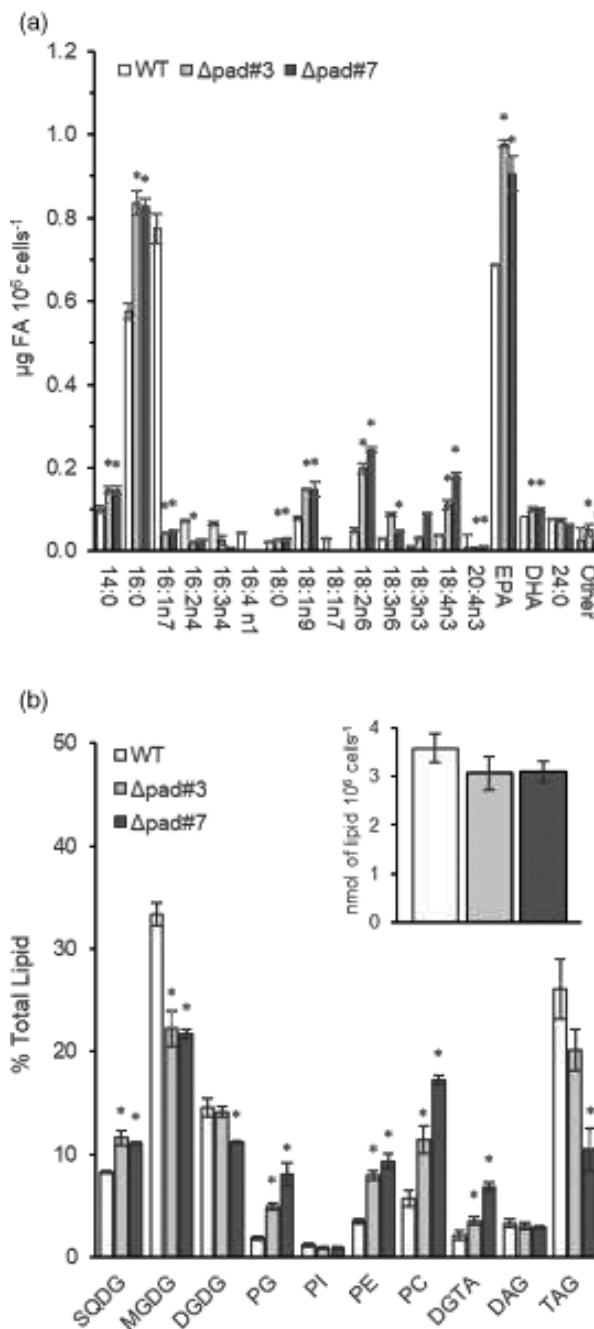 (a)
1.2
1.0
0.8
0.6
0.4
0.2
0.0
µg FA 10⁶ cells⁻¹
WT Δpad#3 Δpad#7
* * * * * * * * * * * * * * * * * * * * * *
14:0
16:0
16:1n7
16:2n4
16:3n4
16:4 n1
18:0
18:1n9
18:1n7
18:2n6
18:3n6
18:3n3
18:4n3
20:4n3
EPA
DHA
24:0
Other
(b)
50
40
30
20
10
0
% Total Lipid
WT
Δpad#3
Δpad#7
4
3
2
1
0
nmol of lipid 10⁶ cells⁻¹
* * * * * * * * * * * * * *
SQDG
MGDG
DGDG
PG
PI
PE
PC
DGTA
DAG
TAG